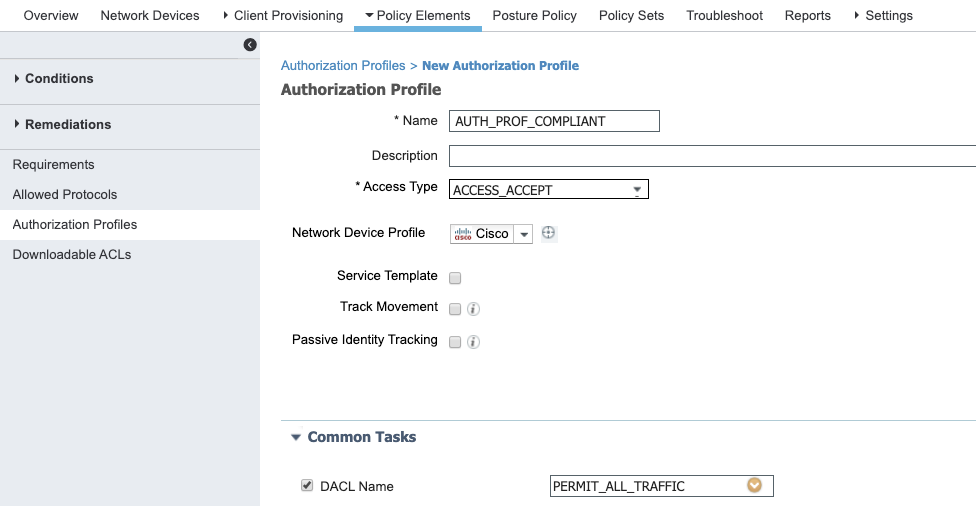 Overview Network Devices Client Provisioning Policy Elements Posture Policy Policy Sets Troubleshoot Reports Settings
Conditions
Remediations
Requirements
Allowed Protocols
Authorization Profiles
Downloadable ACLs
Authorization Profiles > New Authorization Profile
Authorization Profile
* Name AUTH_PROF_COMPLIANT
Description
* Access Type ACCESS_ACCEPT
Network Device Profile CISCO Cisco
Service Template
Track Movement i
Passive Identity Tracking i
Common Tasks
DACL Name PERMIT_ALL_TRAFFIC